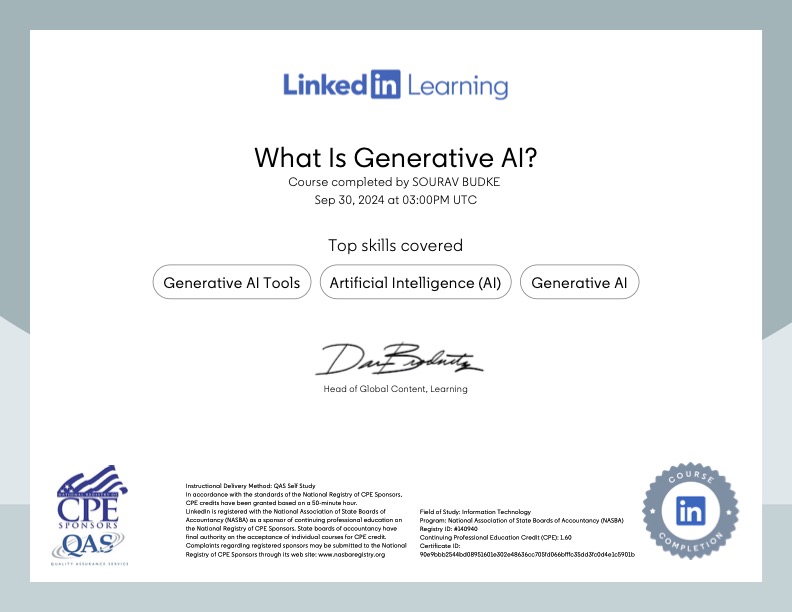 Linked in Learning
What Is Generative AI?
Course completed by SOURAV BUDKE
Sep 30, 2024 at 03:00PM UTC
Top skills covered
Generative AI Tools
Artificial Intelligence (AI)
Generative AI
Head of Global Content, Learning
NATIONAL REGISTRY OF
CPE
SPONSORS
QAS
QUALITY ASSURANCE SERVICE
Instructional Delivery Method: QAS Self Study
In accordance with the standards of the National Registry of CPE Sponsors,
CPE credits have been granted based on a 50-minute hour.
LinkedIn is registered with the National Association of State Boards of
Accountancy (NASBA) as a sponsor of continuing professional education on
the National Registry of CPE Sponsors. State boards of accountancy have
final authority on the acceptance of individual courses for CPE credit.
Complaints regarding registered sponsors may be submitted to the National
Registry of CPE Sponsors through its web site: www.nasbaregistry.org
Field of Study: Information Technology
Program: National Association of State Boards of Accountancy (NASBA)
Registry ID: #140940
Continuing Professional Education Credit (CPE): 1.60
Certificate ID:
90e9bbb2544bd08951601e302e48636cc705fd066bfffc35dd3fc0d4e1c5901b
COURSE
in
COMPLETION